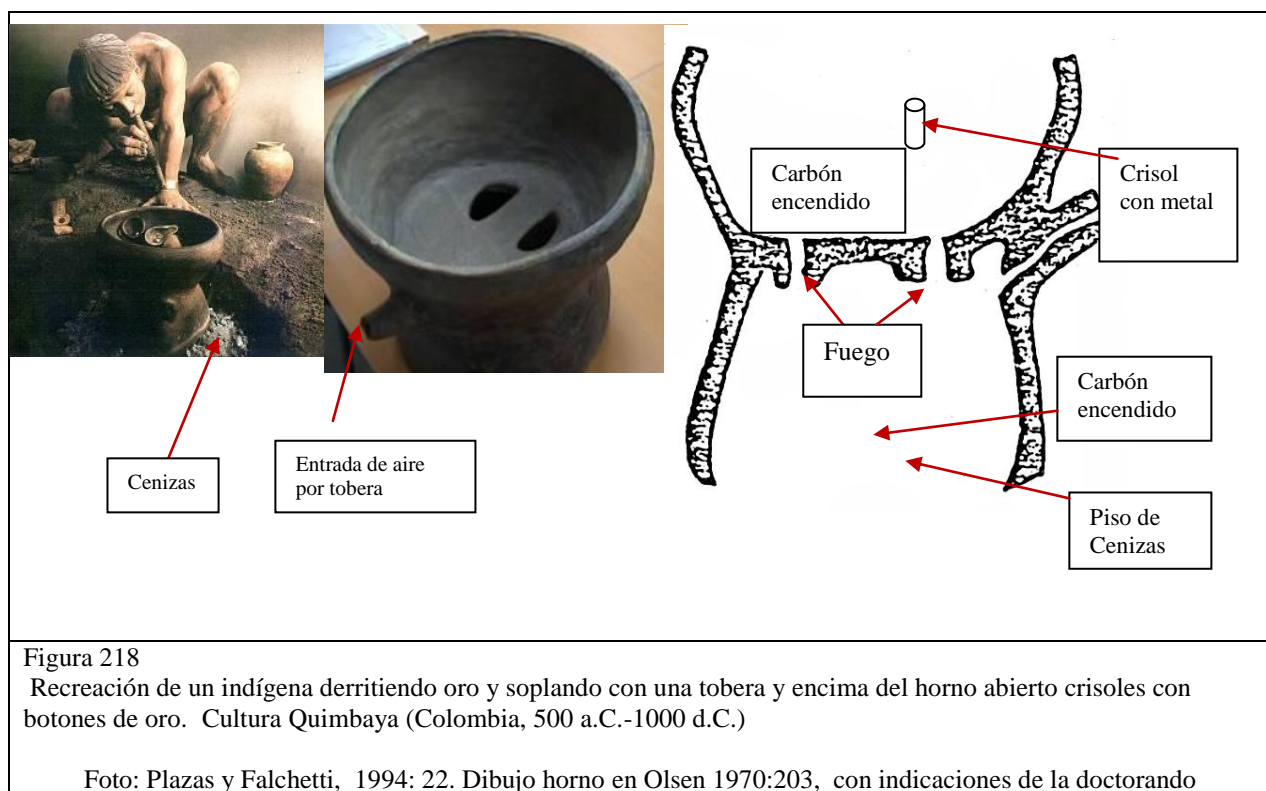 Carbón
encendido
Crisol
con metal
Fuego
Carbón
encendido
Cenizas
Entrada de aire
por tobera
Piso de
Cenizas
Figura 218
Recreación de un indígena derritiendo oro y soplando con una tobera y encima del horno abierto crisoles con
botones de oro. Cultura Quimbaya (Colombia, 500 a.C.-1000 d.C.)
Foto: Plazas y Falchetti, 1994: 22. Dibujo horno en Olsen 1970:203, con indicaciones de la doctorando